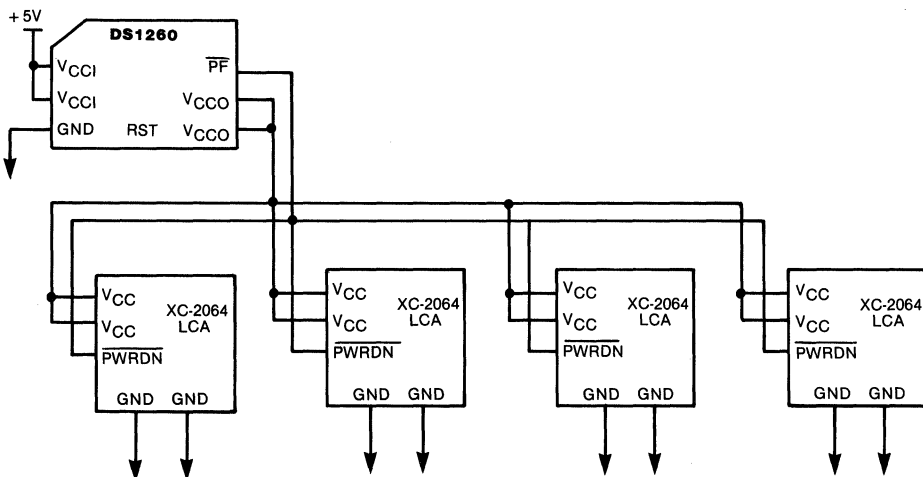 +5V
DS1260
VCCI
PF
VCCI
VCCO
GND
RST
VCCO
VCC
XC-2064
LCA
VCC
PWRDN
GND GND
VCC
XC-2064
LCA
VCC
PWRDN
GND GND
VCC
XC-2064
LCA
VCC
PWRDN
GND GND
VCC
XC-2064
LCA
VCC
PWRDN
GND GND